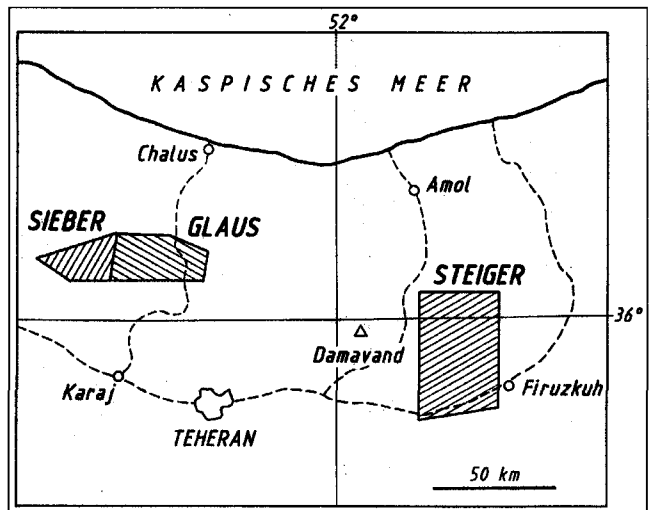 52°
KASPISCHES MEER
Chalus
Amol
SIEBER
GLAUS
STEIGER
36°
Damavand
Karaj
Firuzkuh
TEHERAN
50 km